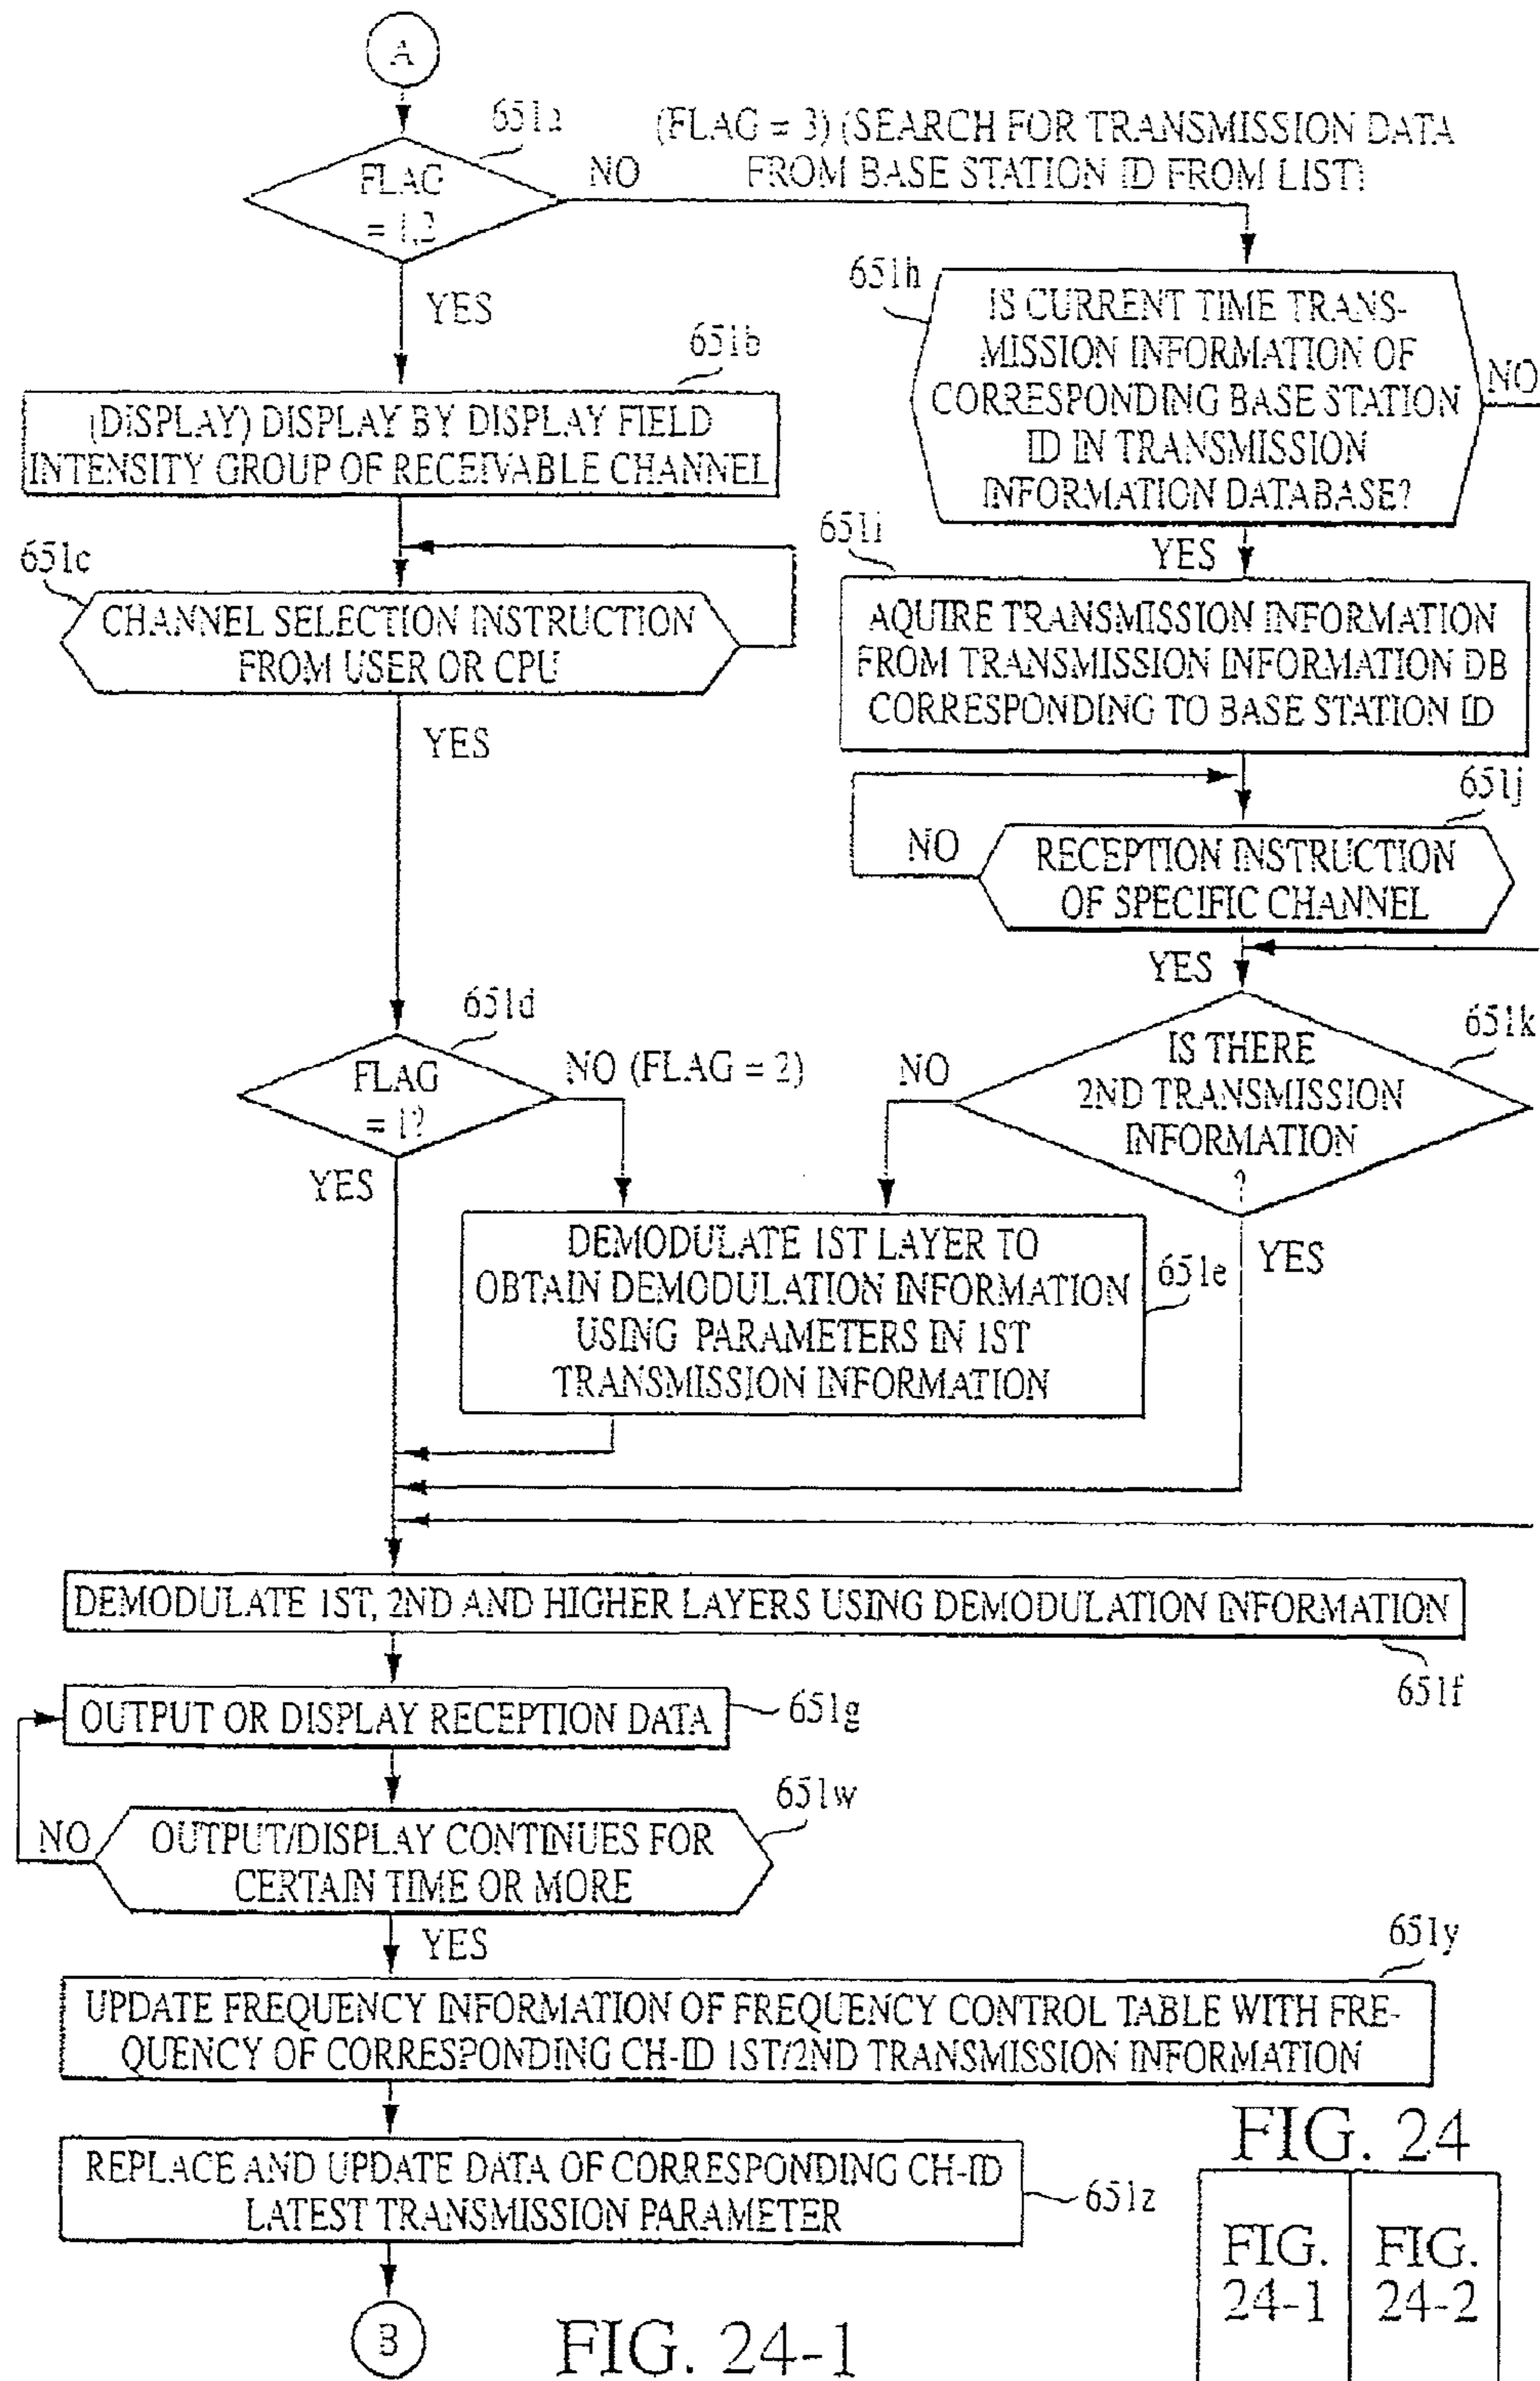 A
651a
(FLAG = 3) (SEARCH FOR TRANSMISSION DATA
FROM BASE STATION ID FROM LIST)
FLAG
= 1,2
NO
YES
651h
IS CURRENT TIME TRANS-
MISSION INFORMATION OF
CORRESPONDING BASE STATION
ID IN TRANSMISSION
INFORMATION DATABASE?
NO
YES
651b
(DISPLAY) DISPLAY BY DISPLAY FIELD
INTENSITY GROUP OF RECEIVABLE CHANNEL
651c
CHANNEL SELECTION INSTRUCTION
FROM USER OR CPU
YES
651i
AQUIRE TRANSMISSION INFORMATION
FROM TRANSMISSION INFORMATION DB
CORRESPONDING TO BASE STATION ID
651j
NO
RECEPTION INSTRUCTION
OF SPECIFIC CHANNEL
YES
651d
FLAG
= 1?
NO (FLAG = 2)
YES
651k
NO
IS THERE
2ND TRANSMISSION
INFORMATION
?
YES
DEMODULATE 1ST LAYER TO
OBTAIN DEMODULATION INFORMATION
USING PARAMETERS IN 1ST
TRANSMISSION INFORMATION
651e
DEMODULATE 1ST, 2ND AND HIGHER LAYERS USING DEMODULATION INFORMATION
651f
OUTPUT OR DISPLAY RECEPTION DATA
651g
651w
NO
OUTPUT/DISPLAY CONTINUES FOR
CERTAIN TIME OR MORE
YES
651y
UPDATE FREQUENCY INFORMATION OF FREQUENCY CONTROL TABLE WITH FRE-
QUENCY OF CORRESPONDING CH-ID 1ST/2ND TRANSMISSION INFORMATION
REPLACE AND UPDATE DATA OF CORRESPONDING CH-ID
LATEST TRANSMISSION PARAMETER
651z
B
FIG. 24-1
FIG. 24
FIG.
24-1
FIG.
24-2